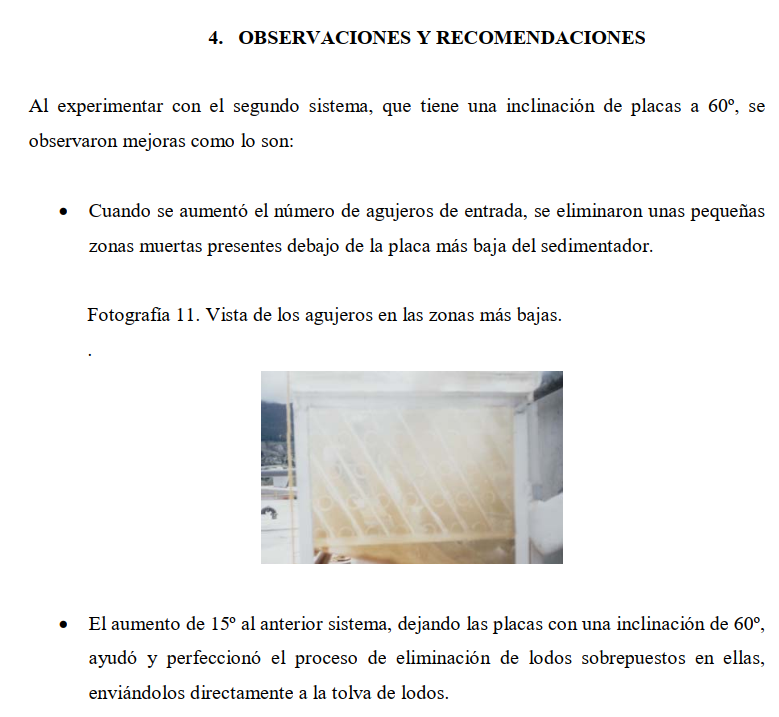 4. OBSERVACIONES Y RECOMENDACIONES
Al experimentar con el segundo sistema, que tiene una inclinación de placas a 60º, se
observaron mejoras como lo son:
• Cuando se aumentó el número de agujeros de entrada, se eliminaron unas pequeñas
zonas muertas presentes debajo de la placa más baja del sedimentador.
Fotografía 11. Vista de los agujeros en las zonas más bajas.
.
• El aumento de 15º al anterior sistema, dejando las placas con una inclinación de 60º,
ayudó y perfeccionó el proceso de eliminación de lodos sobrepuestos en ellas,
enviándolos directamente a la tolva de lodos.